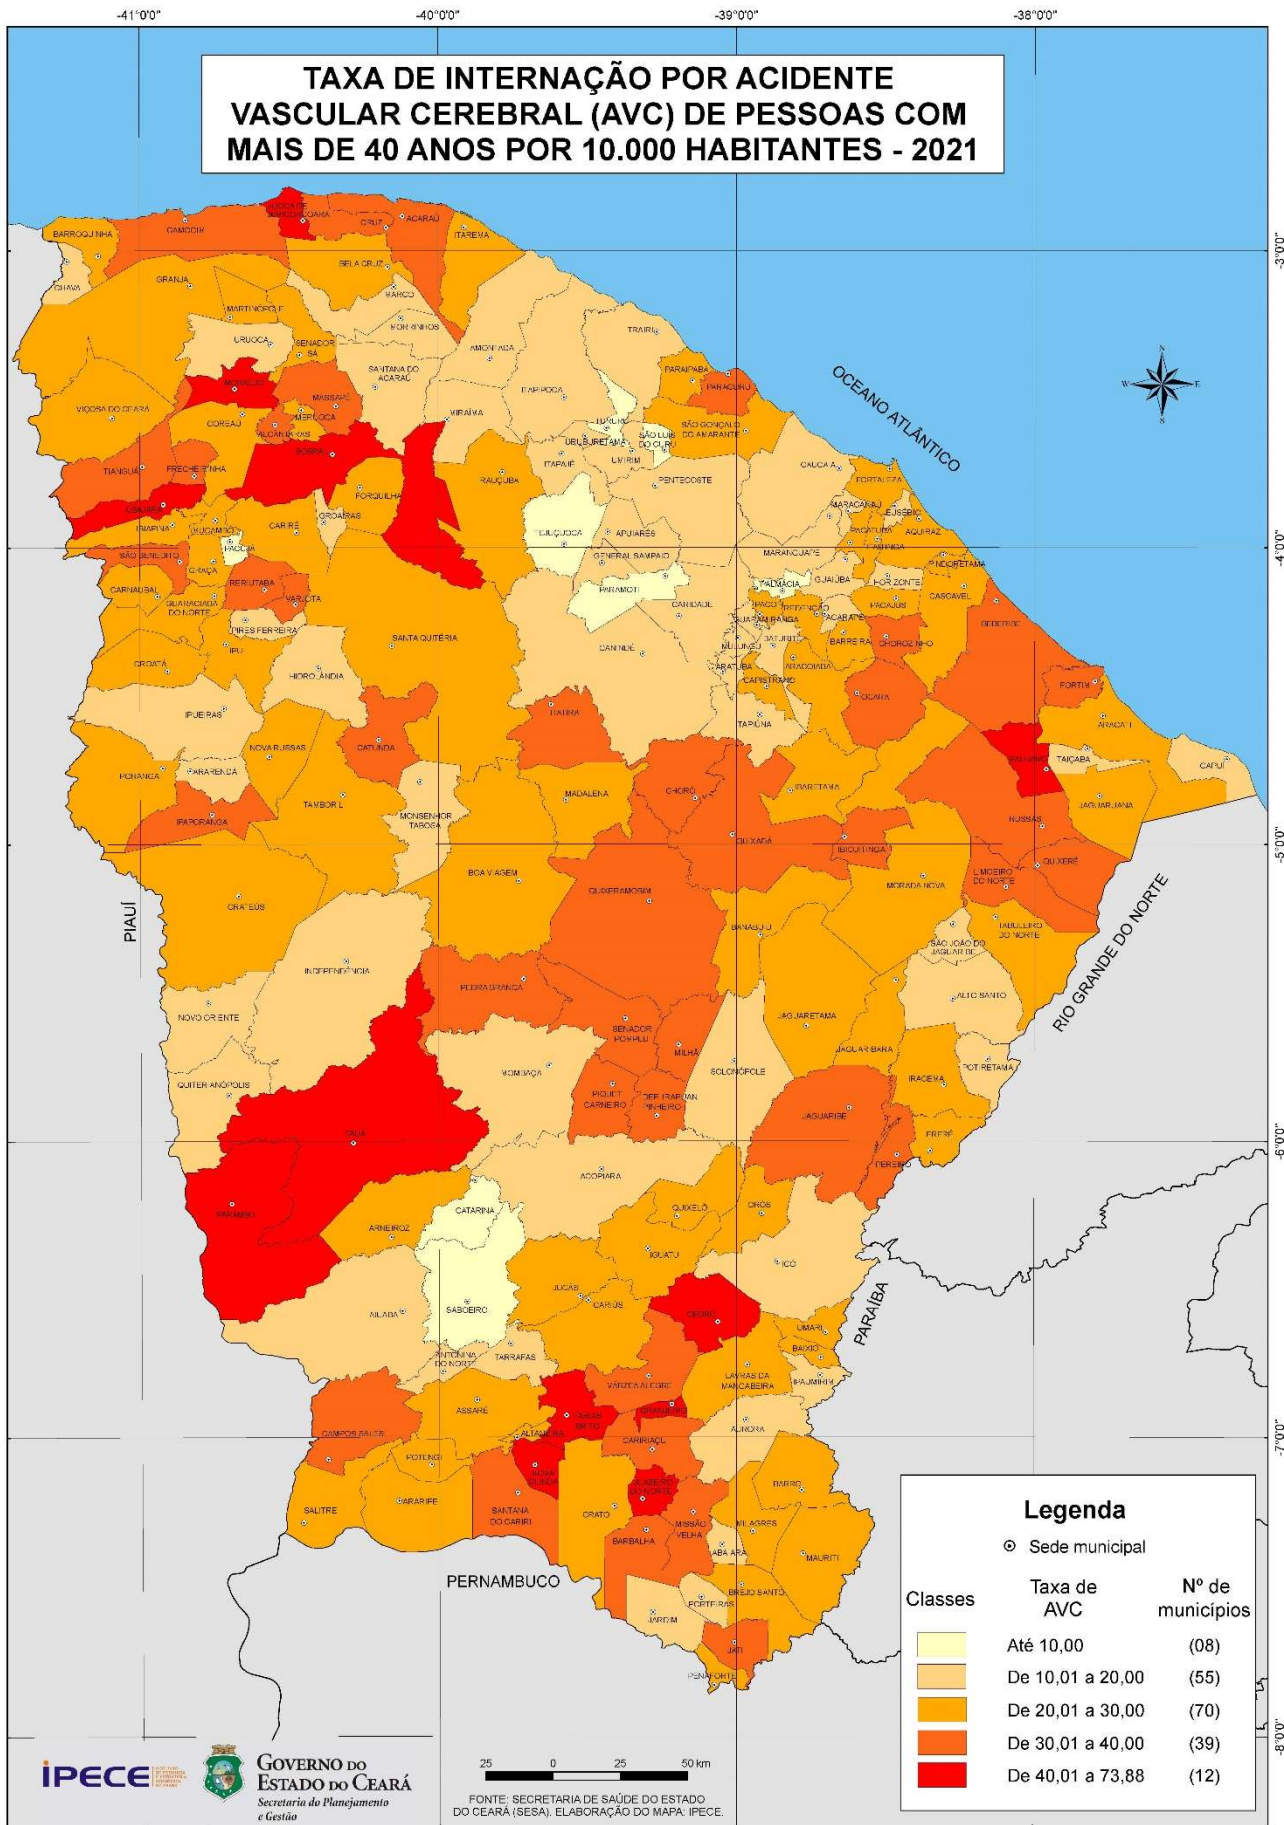 -41°0'0"
-40°0'0"
-39°0'0"
-38°0'0"
TAXA DE INTERNAÇÃO POR ACIDENTE
VASCULAR CEREBRAL (AVC) DE PESSOAS COM
MAIS DE 40 ANOS POR 10.000 HABITANTES - 2021
CAMOCIM
CRUZ
ACARAÚ
ITAREMA
BARROQUINHA
-3°0'0"
BELA CRUZ
CHAVA
GRANJA
MARCO
MARTINÓPOLE
MORRINHOS
TRAIRI
URUOCA
SENADOR
SÁ
AMONTADA
SANTANA DO
ACARAÚ
PARAIPABA
PARACURU
OCEANO ATLÂNTICO
N
W
E
S
ITAPIPOCA
MASSAPÊ
VIÇOSA DO CEARÁ
COREAÚ
MERUOCA
ALCÂNTARAS
MIRAÍMA
TURURU
SÃO GONÇALO
DO AMARANTE
SÃO LUIS
DO CURU
URUBURETAMA
SOBRAL
ITAPAJÉ
UMIRIM
TIANGUÁ
FRECHEIRINHA
CAUCAIA
FORTALEZA
IRAUÇUBA
PENTECOSTE
FORQUILHA
UBAJARA
MARACANAÚ
EUSÉBIO
GROAÍRAS
IBIAPINA
MUCAMBO
CARIRÉ
TEJUÇUOCA
APUIARÉS
PACATUBA
AQUIRAZ
PACUJÁ
ITAITINGA
SÃO BENEDITO
GENERAL SAMPAIO
MARANGUAPE
-4°0'0"
GRAÇA
PINDORETAMA
GUAIÚBA
HORIZONTE
RERIUTABA
PARAMOTI
PALMÁCIA
CARNAUBAL
GUARACIABA
DO NORTE
VARJOTA
PACAJUS
CASCAVEL
CARIDADE
REDENÇÃO
ACARAPE
GUARAMIRANGA
BEBERIBE
PIRES FERREIRA
SANTA QUITÉRIA
MULUNGU
BATURITÉ
BARREIRA
CHOROZINHO
CANINDÉ
IPU
CROATÁ
ARATUBA
ARACOIABA
HIDROLÂNDIA
CAPISTRANO
FORTIM
OCARA
IPUEIRAS
ITATIRA
ITAPIÚNA
ARACATI
CATUNDA
NOVA RUSSAS
PALHANO
ITAIÇABA
ICAPUÍ
PORANGA
ARARENDÁ
TAMBORIL
MADALENA
CHORÓ
IBARETAMA
JAGUARUANA
MONSENHOR
TABOSA
IPAPORANGA
RUSSAS
QUIXADÁ
IBICUITINGA
-5°0'0"
QUIXERÉ
LIMOEIRO
DO NORTE
BOA VIAGEM
QUIXERAMOBIM
MORADA NOVA
PIAUÍ
CRATEÚS
BANABUIÚ
TABULEIRO
DO NORTE
SÃO JOÃO DO
JAGUARIBE
RIO GRANDE DO NORTE
INDEPENDÊNCIA
PEDRA BRANCA
ALTO SANTO
NOVO ORIENTE
JAGUARETAMA
SENADOR
POMPEU
MILHÃ
JAGUARIBARA
QUITERIANÓPOLIS
MOMBAÇA
SOLONÓPOLE
POTIRETAMA
IRACEMA
PIQUET
CARNEIRO
DEP. IRAPUAN
PINHEIRO
JAGUARIBE
TAUÁ
ERERÊ
-6°0'0"
PEREIRO
ACOPIARA
PARAMBU
CATARINA
QUIXELÔ
ORÓS
ARNEIROZ
IGUATU
ICÓ
JUCÁS
CARIÚS
SABOEIRO
AIUABA
CEDRO
PARAÍBA
UMARI
BAIXIO
ANTONINA
DO NORTE
TARRAFAS
LAVRAS DA
MANGABEIRA
IPAUMIRIM
VÁRZEA ALEGRE
ASSARÉ
FARIAS
BRITO
GRANJEIRO
AURORA
CAMPOS SALES
ALTANEIRA
CARIRIAÇU
-7°0'0"
POTENGI
NOVA
OLINDA
JUAZEIRO
DO NORTE
BARRO
SALITRE
ARARIPE
SANTANA
DO CARIRI
CRATO
MISSÃO
VELHA
MILAGRES
BARBALHA
ABAIARA
MAURITI
PERNAMBUCO
BREJO SANTO
PORTEIRAS
JARDIM
JATI
PENAFORTE
-8°0'0"
Legenda
Sede municipal
Classes
Taxa de
AVC
Nº de
municípios
Até 10,00 (08)
De 10,01 a 20,00 (55)
De 20,01 a 30,00 (70)
De 30,01 a 40,00 (39)
De 40,01 a 73,88 (12)
iPECE
GOVERNO DO
ESTADO DO CEARÁ
Secretaria do Planejamento
e Gestão
25 0 25 50 km
FONTE: SECRETARIA DE SAÚDE DO ESTADO
DO CEARÁ (SESA). ELABORAÇÃO DO MAPA: IPECE.